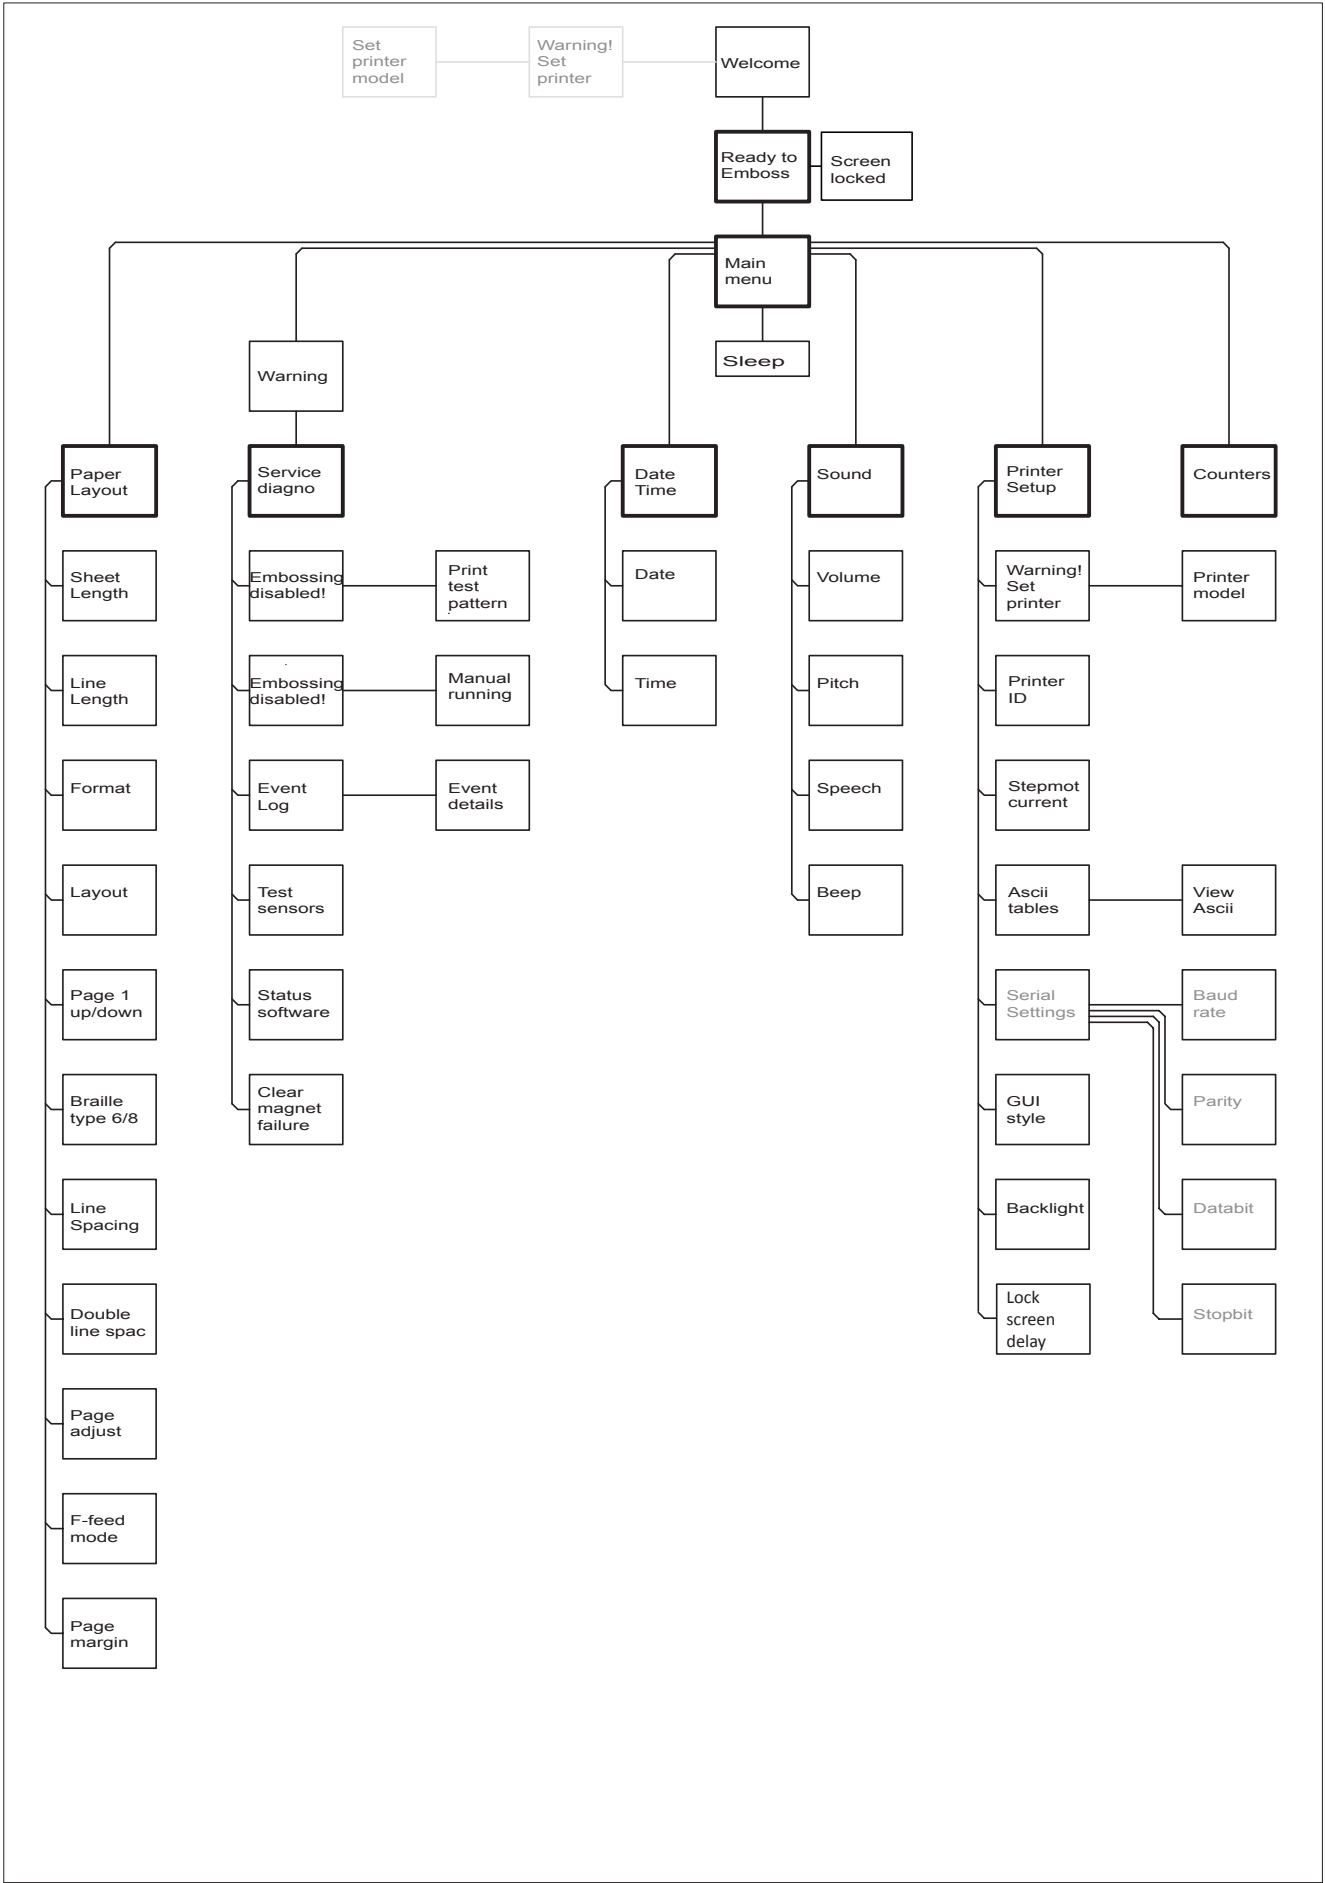 Set
printer
model
Warning!
Set
printer
Welcome
Ready to
Emboss
Screen
locked
Main
menu
Sleep
Warning
Paper
Layout
Service
diagno
Date
Time
Sound
Printer
Setup
Counters
Sheet
Length
Embossing
disabled!
Print
test
pattern
Date
Volume
Warning!
Set
printer
Printer
model
Line
Length
Embossing
disabled!
Manual
running
Time
Pitch
Printer
ID
Format
Event
Log
Event
details
Speech
Stepmot
current
Layout
Test
sensors
Beep
Ascii
tables
View
Ascii
Page 1
up/down
Status
software
Serial
Settings
Baud
rate
Braille
type 6/8
Clear
magnet
failure
GUI
style
Parity
Line
Spacing
Backlight
Databit
Double
line spac
Lock
screen
delay
Stopbit
Page
adjust
F-feed
mode
Page
margin